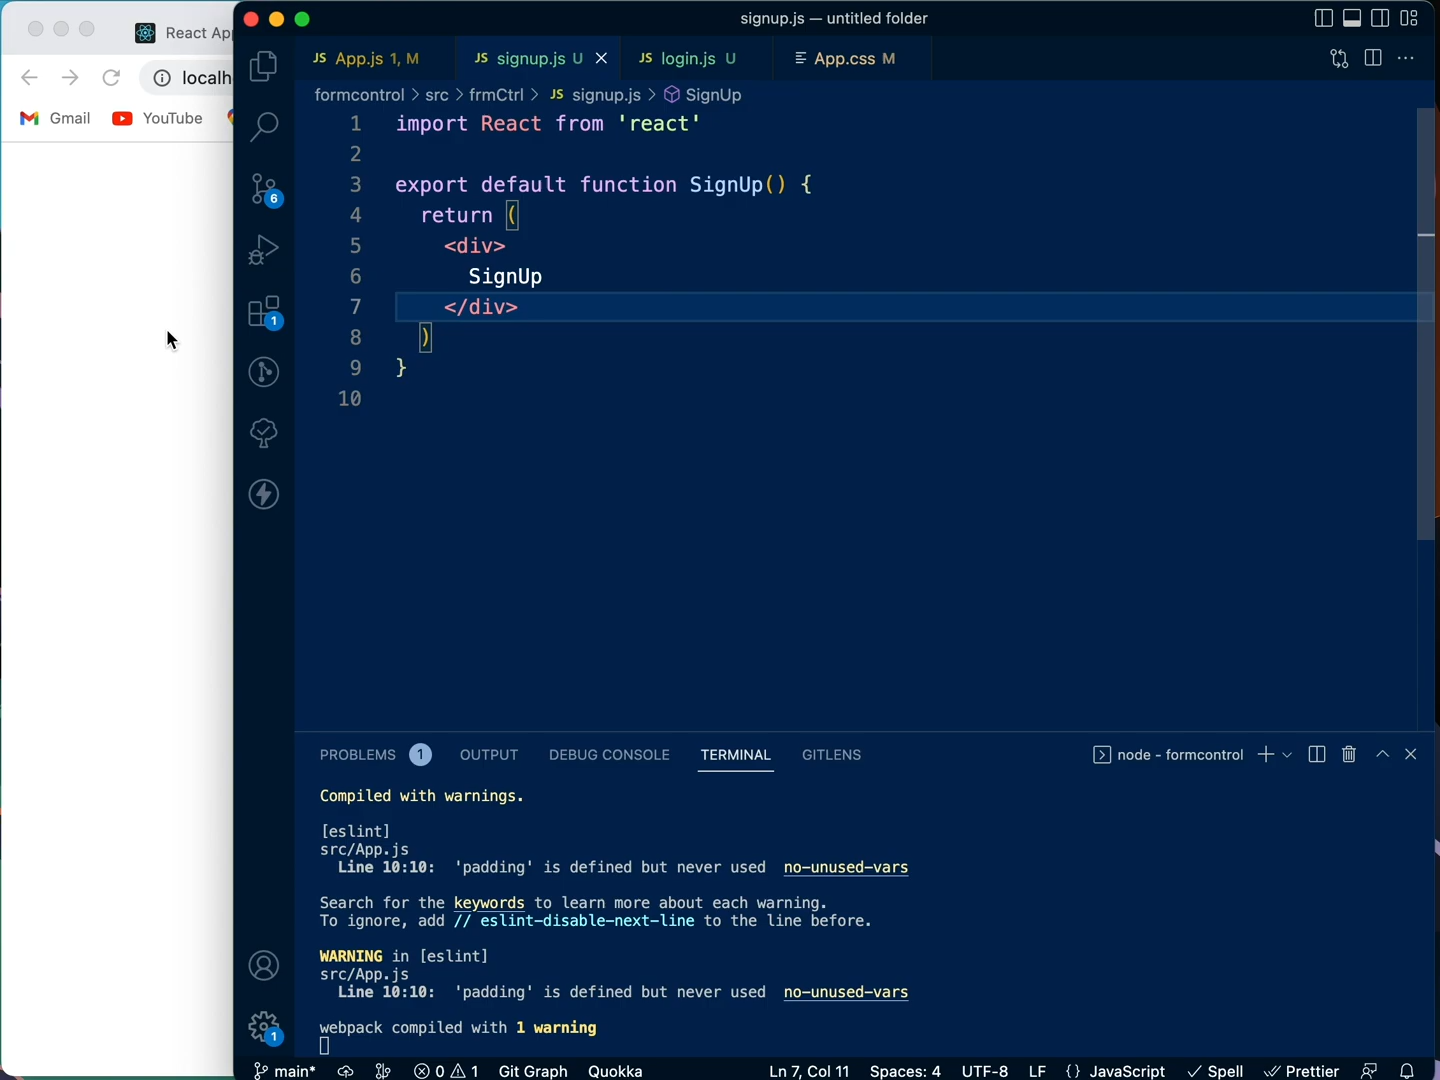 React App
localh
Gmail
YouTube
signup.js — untitled folder
JS App.js 1, M
JS signup.js U
JS login.js U
App.css M
formcontrol > src > frmCtrl > JS signup.js > SignUp
1 import React from 'react'
2
3 export default function SignUp() {
4 return (
5 <div>
6 SignUp
7 </div>
8 )
9 }
10
6
1
1
PROBLEMS 1 OUTPUT DEBUG CONSOLE TERMINAL GITLENS
node - formcontrol
Compiled with warnings.
[eslint]
src/App.js
Line 10:10: 'padding' is defined but never used no-unused-vars
Search for the keywords to learn more about each warning.
To ignore, add // eslint-disable-next-line to the line before.
WARNING in [eslint]
src/App.js
Line 10:10: 'padding' is defined but never used no-unused-vars
webpack compiled with 1 warning
main* 0 1 Git Graph Quokka Ln 7, Col 11 Spaces: 4 UTF-8 LF {} JavaScript Spell Prettier